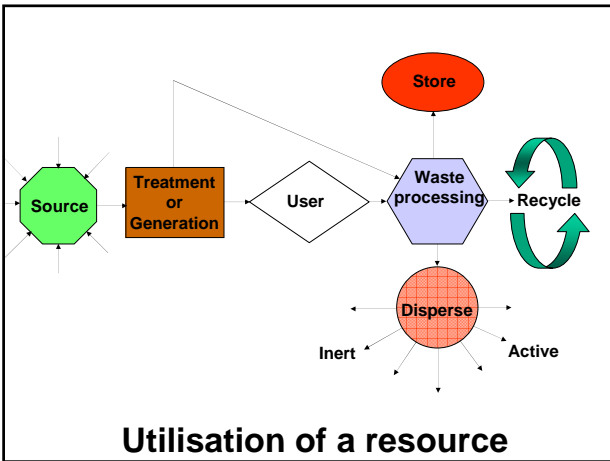 Store
Source
Treatment
or
Generation
User
Waste
processing
Recycle
Disperse
Inert
Active
Utilisation of a resource